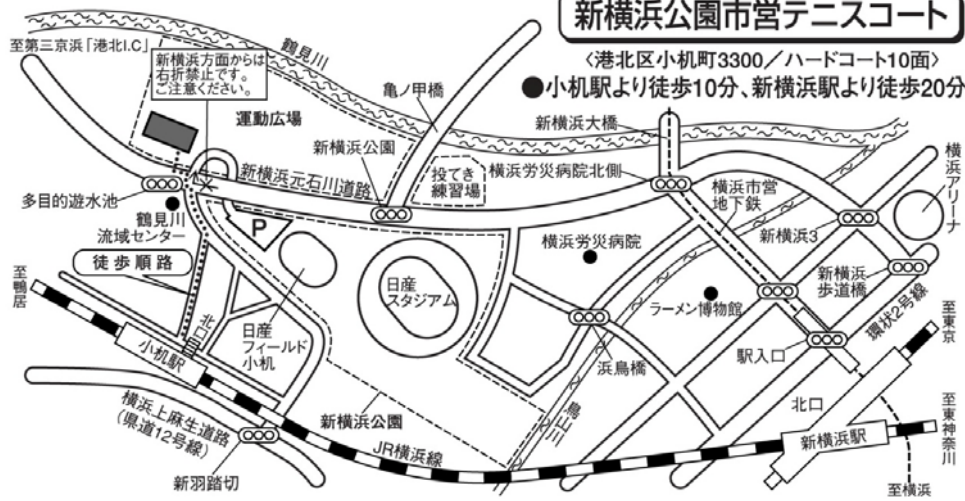 新横浜公園市営テニスコート
〈港北区小机町3300／ハードコート10面〉
●小机駅より徒歩10分、新横浜駅より徒歩20分
至第三京浜「港北I.C」
新横浜方面からは
右折禁止です。
ご注意ください。
鶴見川
亀ノ甲橋
運動広場
新横浜公園
新横浜大橋
新横浜元石川道路
投てき
練習場
横浜労災病院北側
横浜市営
地下鉄
横浜アリーナ
多目的遊水池
鶴見川
流域センター
P
横浜労災病院
新横浜3
徒歩順路
日産
スタジアム
新横浜
歩道橋
至鴨居
ラーメン博物館
環状2号線
北口
日産
フィールド
小机
小机駅
浜鳥橋
駅入口
至東京
横浜上麻生道路
(県道12号線)
新横浜公園
鳥山川
北口
至東神奈川
JR横浜線
新横浜駅
新羽踏切
至横浜